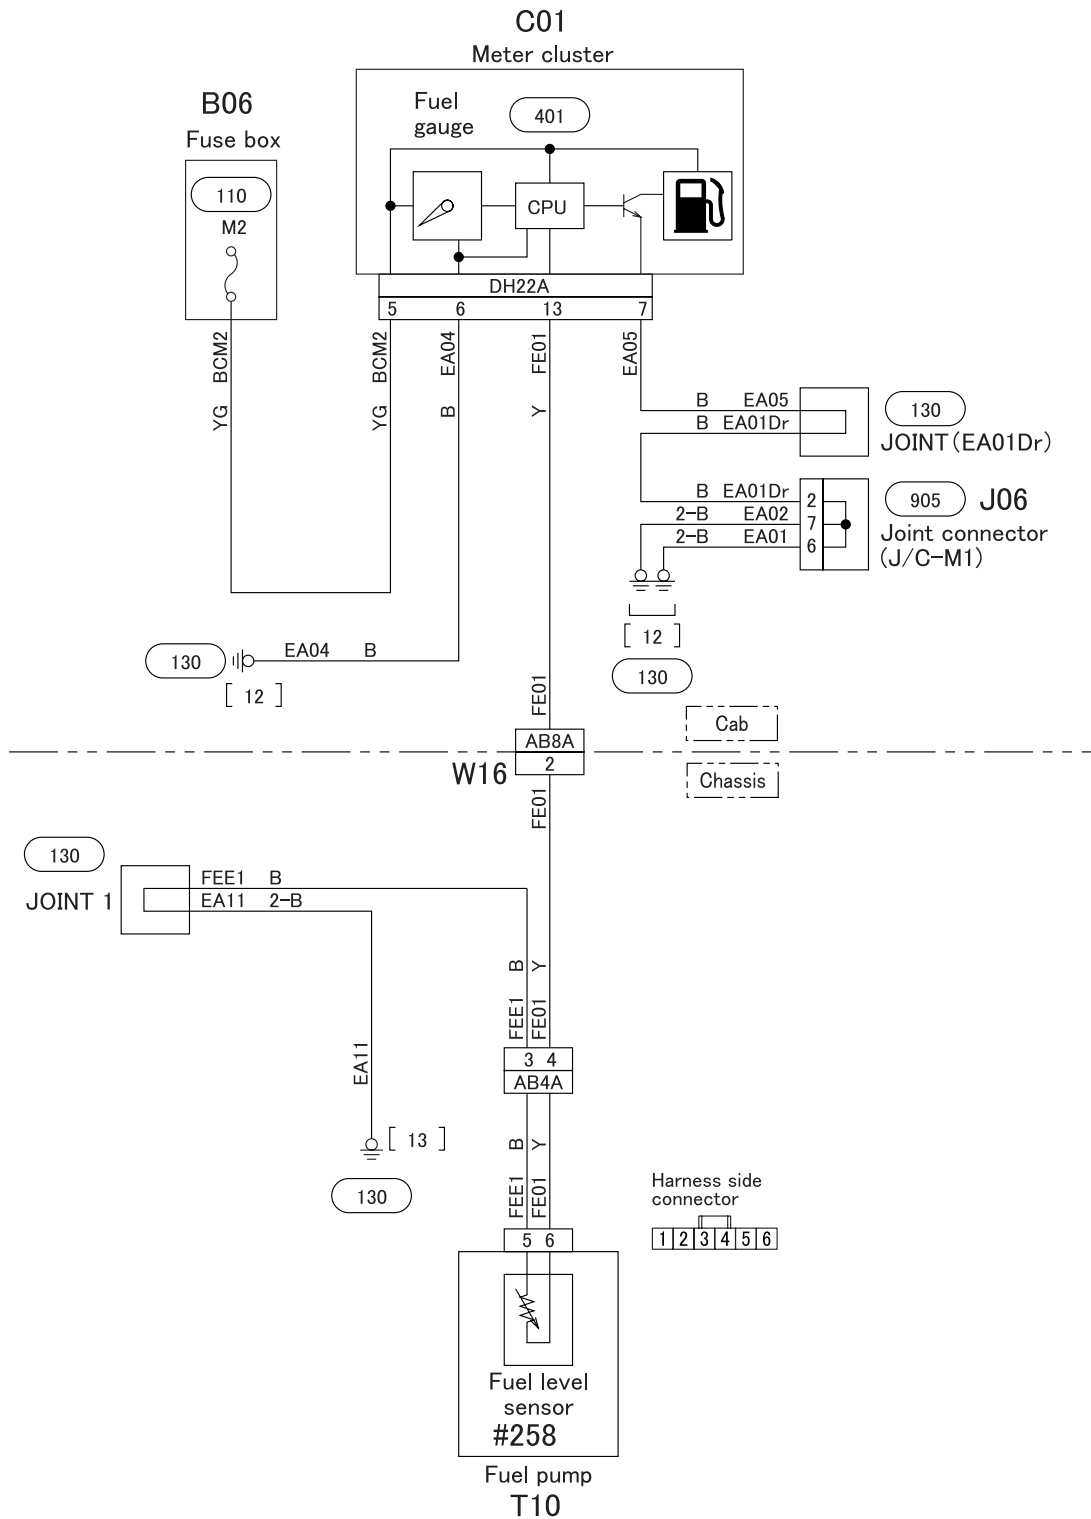 C01
Meter cluster
B06
Fuse box
Fuel
gauge
401
110
M2
CPU
DH22A
5 6 13 7
BCM2
YG
BCM2
YG
EA04
B
FE01
Y
EA05
B EA05
B EA01Dr
130
JOINT(EA01Dr)
B EA01Dr 2
2-B EA02 7
2-B EA01 6
905 J06
Joint connector
(J/C-M1)
[ 12 ]
130
130
EA04 B
[ 12 ]
FE01
Cab
AB8A
W16 2
Chassis
FE01
130
JOINT 1
FEE1 B
EA11 2-B
B Y
FEE1 FE01
EA11
3 4
AB4A
[ 13 ]
130
B Y
FEE1 FE01
Harness side
connector
1 2 3 4 5 6
5 6
Fuel level
sensor
#258
Fuel pump
T10